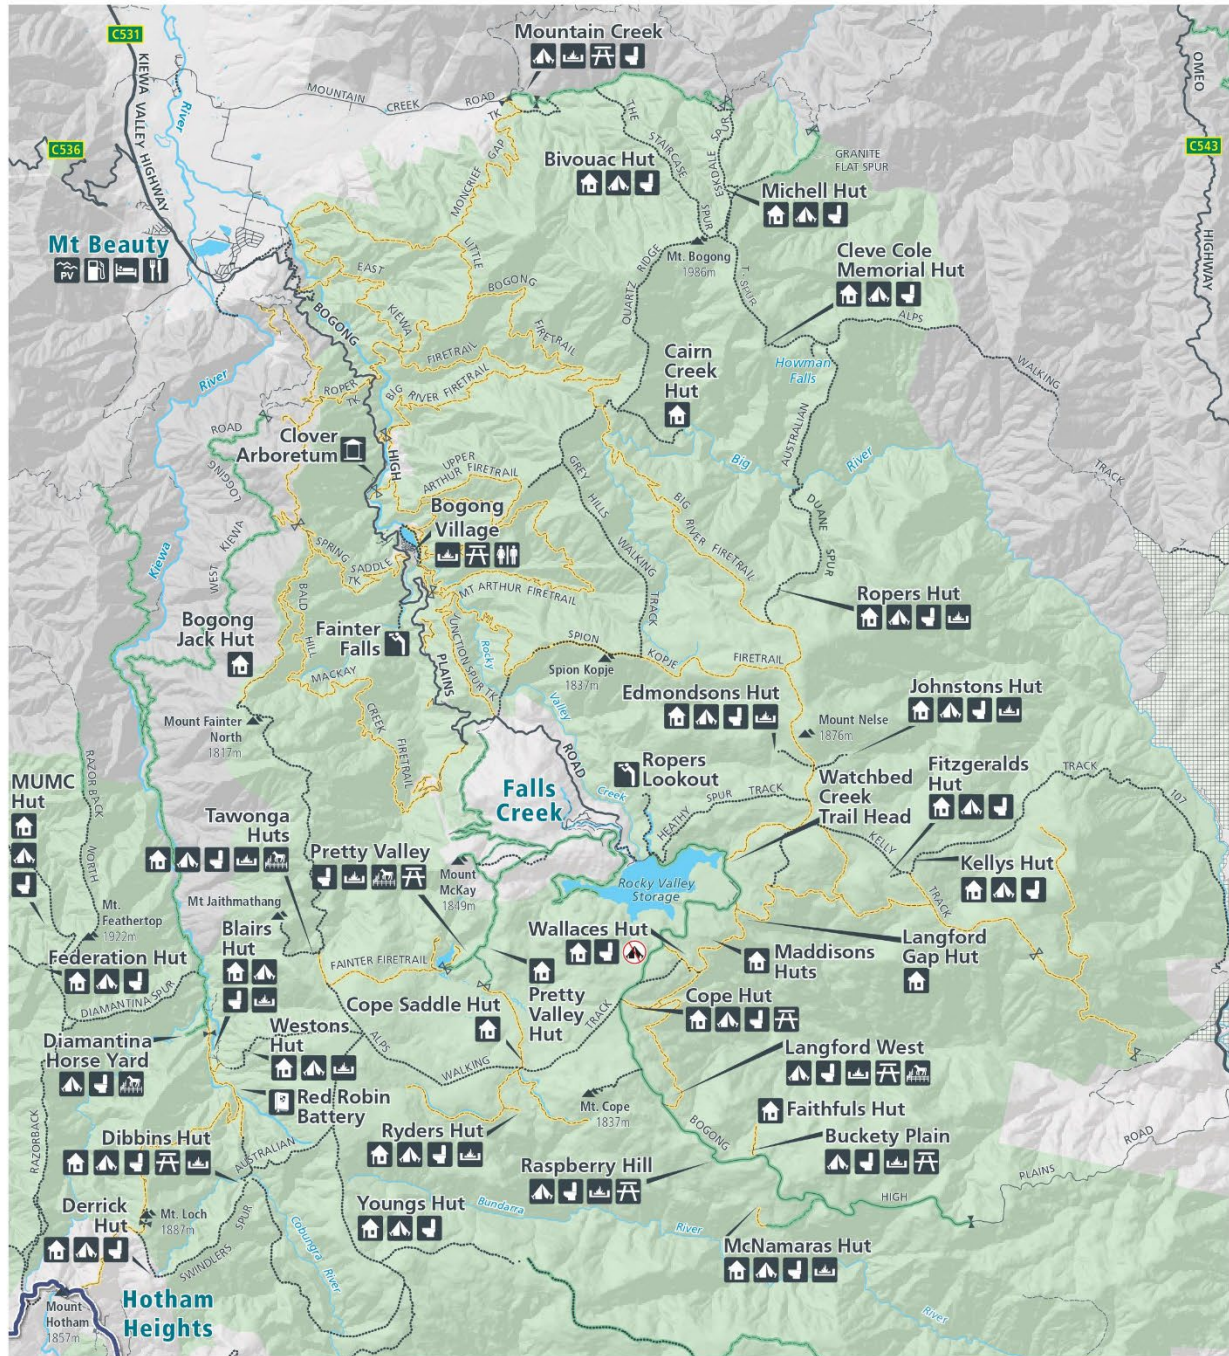 C531
KIEWA VALLEY HIGHWAY
River
C536
Mt Beauty
PV
Mountain Creek
MOUNTAIN CREEK ROAD
MONCRIEF GAP TK
THE STAIRCASE SPUR
ESKDALE SPUR
GRANITE
FLAT SPUR
OMEO HIGHWAY
C543
Bivouac Hut
Michell Hut
Mt. Bogong
1986m
T. SPUR
QUARTZ RIDGE
Cleve Cole
Memorial Hut
AUSTRALIAN ALPS WALKING TRACK
Howman
Falls
Cairn
Creek
Hut
EAST KIEWA FIRETRAIL
LITTLE BOGONG FIRETRAIL
BIG RIVER FIRETRAIL
BOGONG HIGH PLAINS ROAD
ROPER TK
River
Clover
Arboretum
UPPER
ARTHUR FIRETRAIL
Bogong
Village
GREY HILLS WALKING TRACK
BIG RIVER FIRETRAIL
Big River
DUANE SPUR
Ropers Hut
WEST KIEWA LOGGING ROAD
Kiewa
SPRING SADDLE TK
MT ARTHUR FIRETRAIL
BALD HILL
Bogong
Jack Hut
Fainter
Falls
JUNCTION SPUR TK
Rocky Valley Creek
SPION KOPJE FIRETRAIL
Spion Kopje
1837m
MACKAY CREEK FIRETRAIL
Mount Fainter
North
1817m
Edmondsons Hut
Johnstons Hut
Mount Nelse
1876m
Ropers
Lookout
Watchbed
Creek
Trail Head
Fitzgeralds
Hut
TRACK
107
Falls
Creek
HEATHY SPUR TRACK
KELLY TRACK
Kellys Hut
MUMC
Hut
RAZOR BACK NORTH
Tawonga
Huts
Pretty Valley
Mount
McKay
1849m
Rocky Valley
Storage
Mt. Feathertop
1922m
Mt Jaithmathang
Blairs
Hut
Wallaces Hut
Maddisons
Huts
Langford
Gap Hut
Federation Hut
DIAMANTINA SPUR
FAINTER FIRETRAIL
Cope Saddle Hut
Pretty
Valley
Hut
Cope Hut
Diamantina
Horse Yard
Westons
Hut
AUSTRALIAN ALPS WALKING TRACK
Langford West
Red Robin
Battery
Mt. Cope
1837m
Faithfuls Hut
Dibbins Hut
Ryders Hut
BOGONG HIGH PLAINS ROAD
Buckety Plain
Raspberry Hill
RAZORBACK
Derrick
Hut
Mt. Loch
1887m
SWINDLERS SPUR
Cobungra River
Youngs Hut
Bundarra River
McNamaras Hut
River
Mount
Hotham
1857m
Hotham
Heights